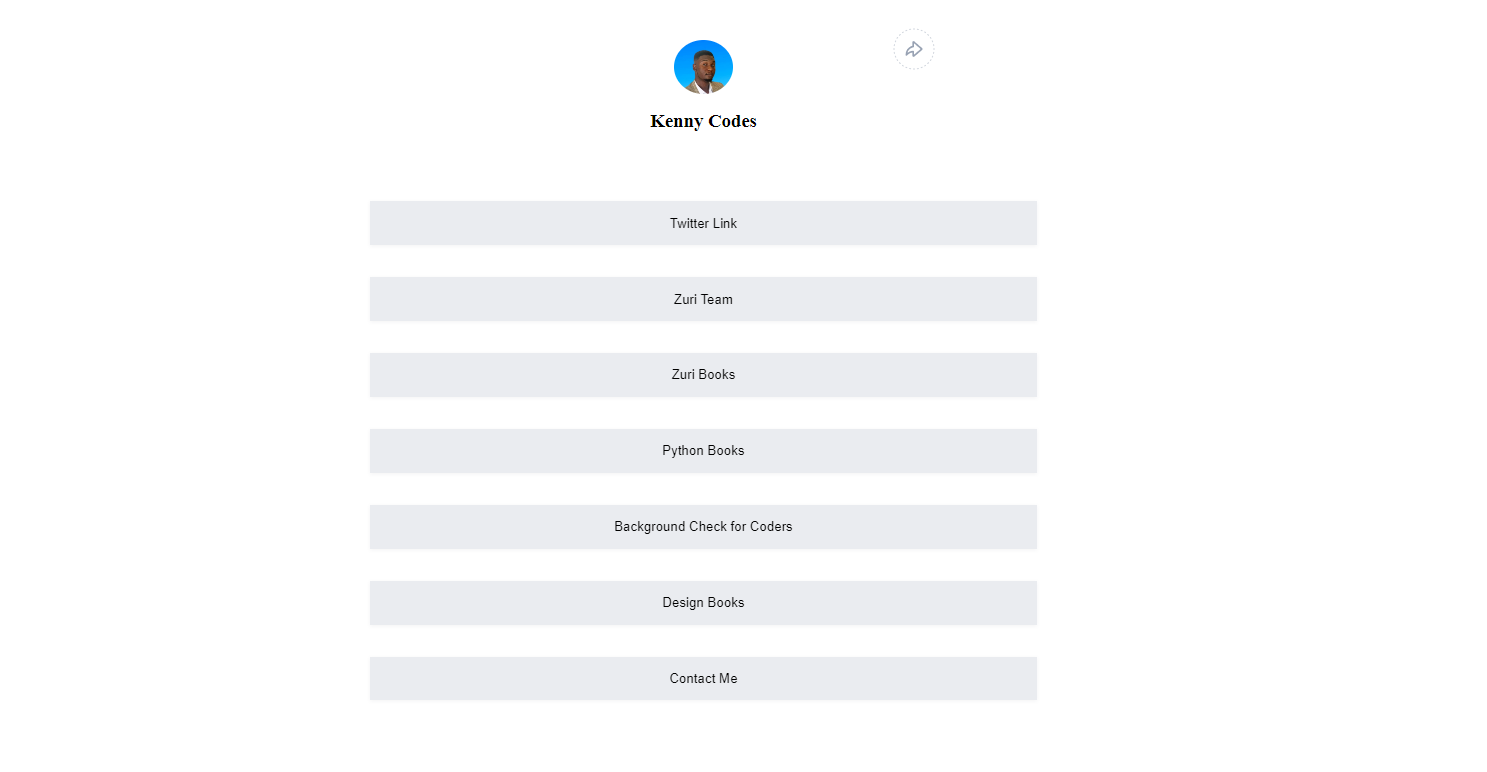 Kenny Codes
Twitter Link
Zuri Team
Zuri Books
Python Books
Background Check for Coders
Design Books
Contact Me